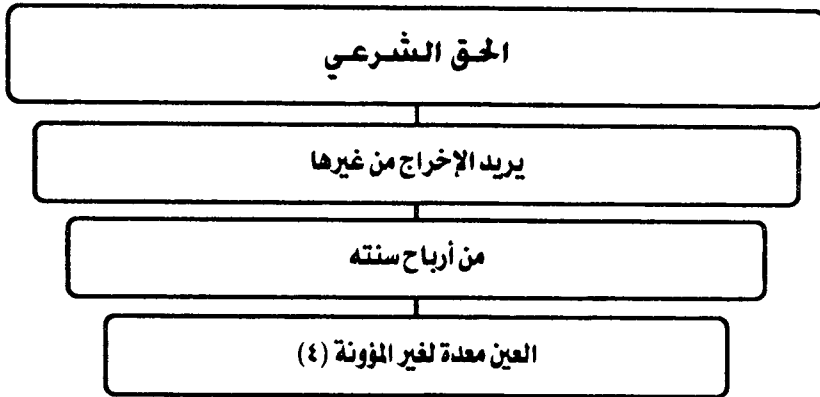 الحق الشرعي
يريد الإخراج من غيرها
من أرباح سنته
العين معدة لغير المؤونة (٤)